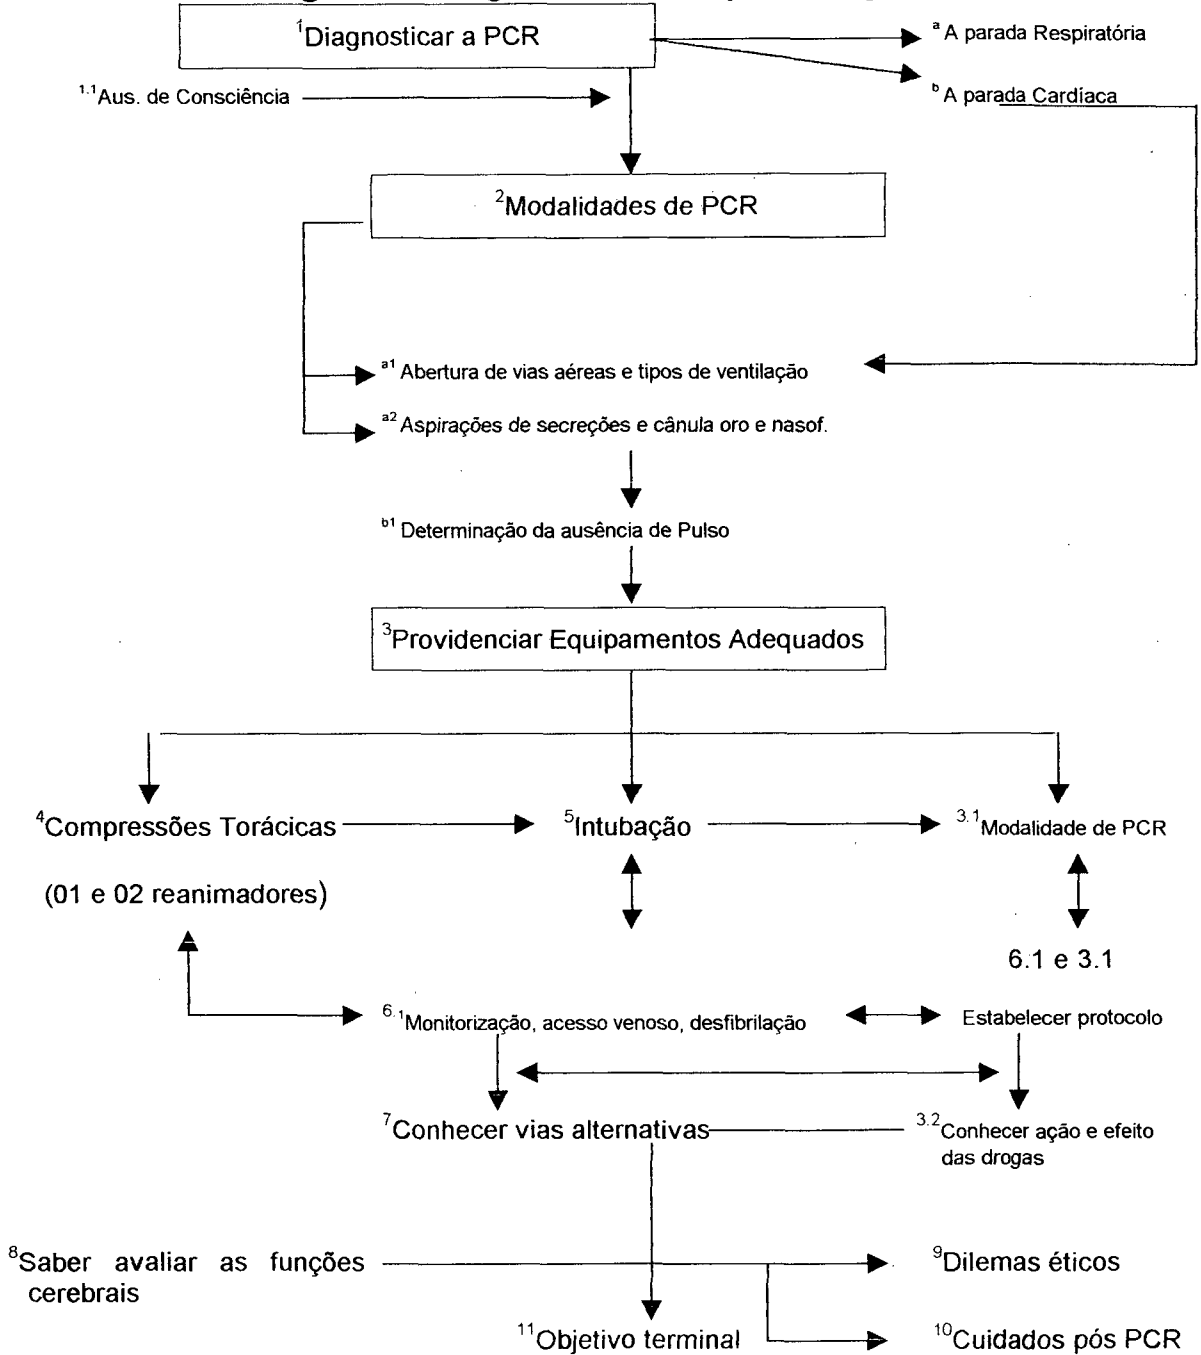 1Diagnosticar a PCR
a A parada Respiratória
1.1Aus. de Consciência
b A parada Cardíaca
2Modalidades de PCR
a1 Abertura de vias aéreas e tipos de ventilação
a2 Aspirações de secreções e cânula oro e nasof.
b1 Determinação da ausência de Pulso
3Providenciar Equipamentos Adequados
4Compressões Torácicas
5Intubação
3.1Modalidade de PCR
(01 e 02 reanimadores)
6.1 e 3.1
6.1Monitorização, acesso venoso, desfibrilação
Estabelecer protocolo
7Conhecer vias alternativas
3.2Conhecer ação e efeito
das drogas
8Saber avaliar as funções
cerebrais
9Dilemas éticos
11Objetivo terminal
10Cuidados pós PCR